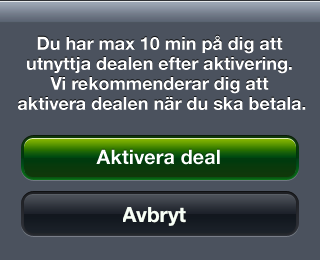 Du har max 10 min på dig att
utnyttja dealen efter aktivering.
Vi rekommenderar dig att
aktivera dealen när du ska betala.
Aktivera deal
Avbryt